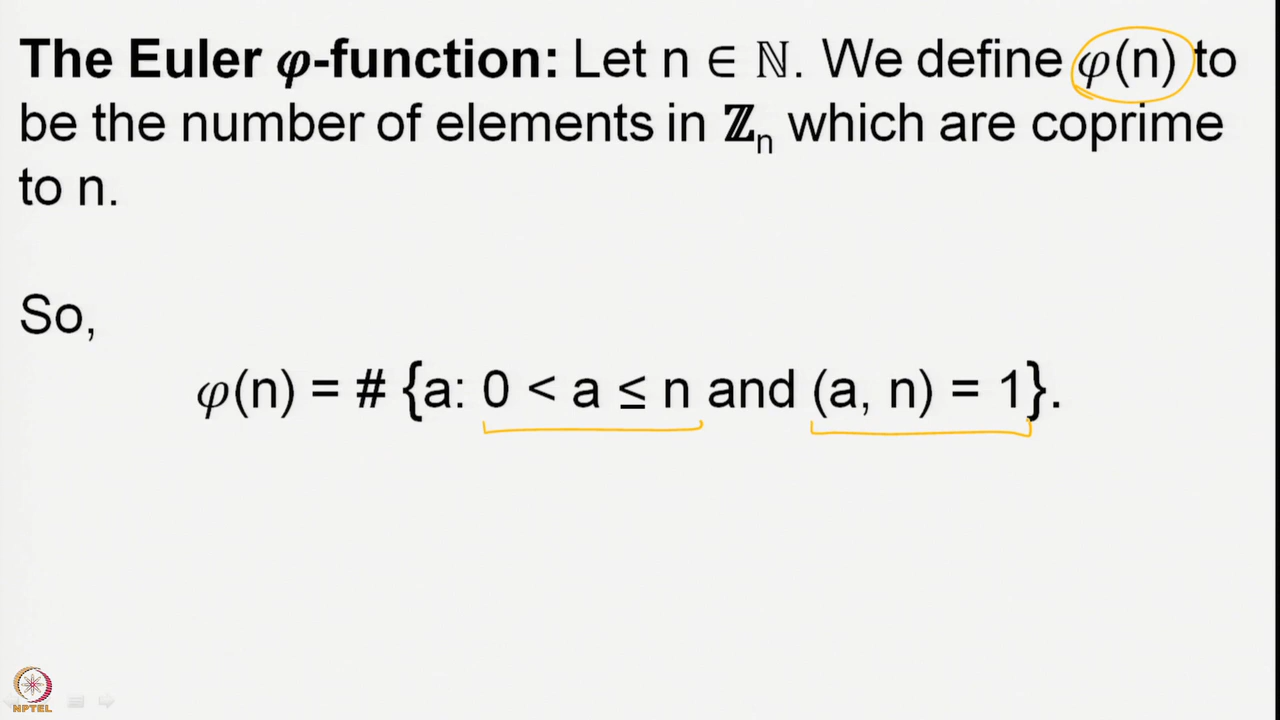 The Euler 𝝋-function: Let n ∈ ℕ. We define 𝜑(n) to
be the number of elements in ℤₙ which are coprime
to n.
So,
𝜑(n) = # {a: 0 < a ≤ n and (a, n) = 1}.
NPTEL